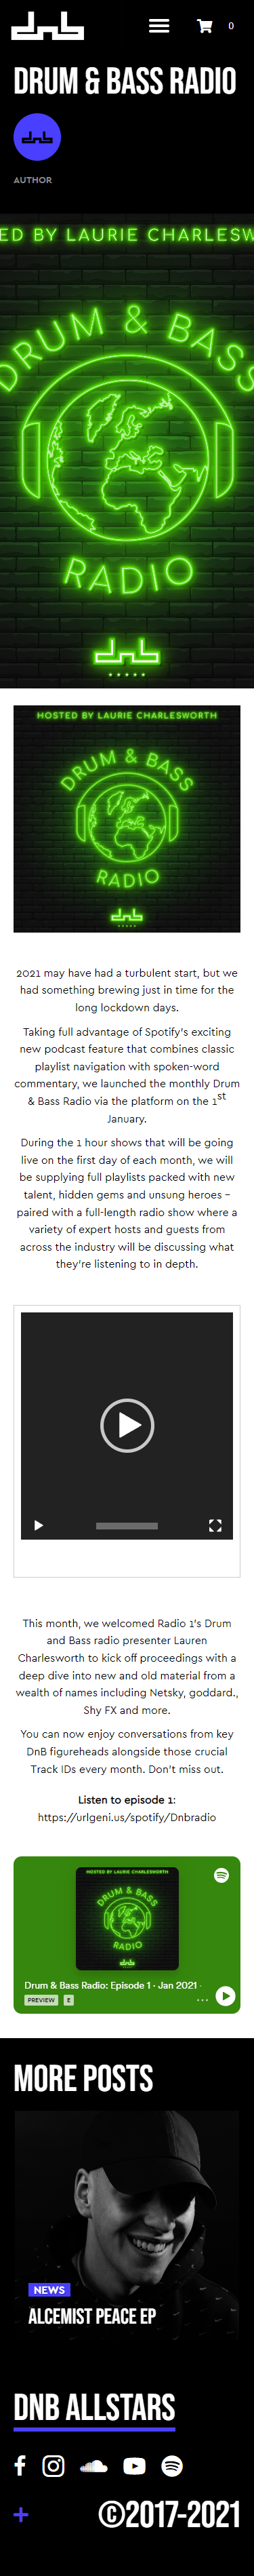 dnb
0
DRUM & BASS RADIO
dnb
AUTHOR
ED BY LAURIE CHARLESW
DRUM & BASS
RADIO
dnb
HOSTED BY LAURIE CHARLESWORTH
DRUM & BASS
RADIO
dnb
2021 may have had a turbulent start, but we
had something brewing just in time for the
long lockdown days.
Taking full advantage of Spotify's exciting
new podcast feature that combines classic
playlist navigation with spoken-word
commentary, we launched the monthly Drum
& Bass Radio via the platform on the 1st
January.
During the 1 hour shows that will be going
live on the first day of each month, we will
be supplying full playlists packed with new
talent, hidden gems and unsung heroes –
paired with a full-length radio show where a
variety of expert hosts and guests from
across the industry will be discussing what
they're listening to in depth.
This month, we welcomed Radio 1's Drum
and Bass radio presenter Lauren
Charlesworth to kick off proceedings with a
deep dive into new and old material from a
wealth of names including Netsky, goddard.,
Shy FX and more.
You can now enjoy conversations from key
DnB figureheads alongside those crucial
Track IDs every month. Don't miss out.
Listen to episode 1:
https://urlgeni.us/spotify/Dnbradio
HOSTED BY LAURIE CHARLESWORTH
DRUM & BASS
RADIO
dnb
Drum & Bass Radio: Episode 1 · Jan 2021 ·
PREVIEW E
MORE POSTS
NEWS
ALCEMIST PEACE EP
DNB ALLSTARS
+
©2017-2021